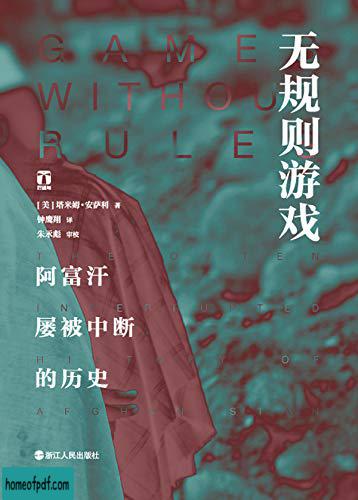 GAME
WITHOU
RULES
无规则游戏
[美] 塔米姆·安萨利 著
钟鹰翔 译
朱永彪 审校
THE OFTEN
阿富汗
INTERRUPTED
屡被中断
HISTORY OF
的历史
AFGHANISTAN
浙江人民出版社
homeofpdf.com